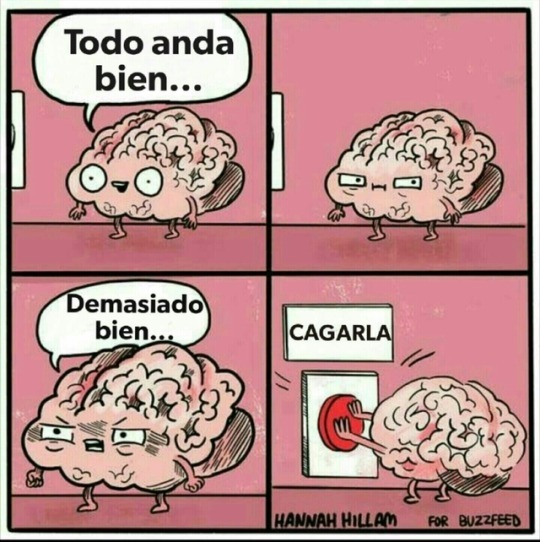 Todo anda
bien...
Demasiado
bien...
CAGARLA
HANNAH HILLAM FOR BUZZFEED